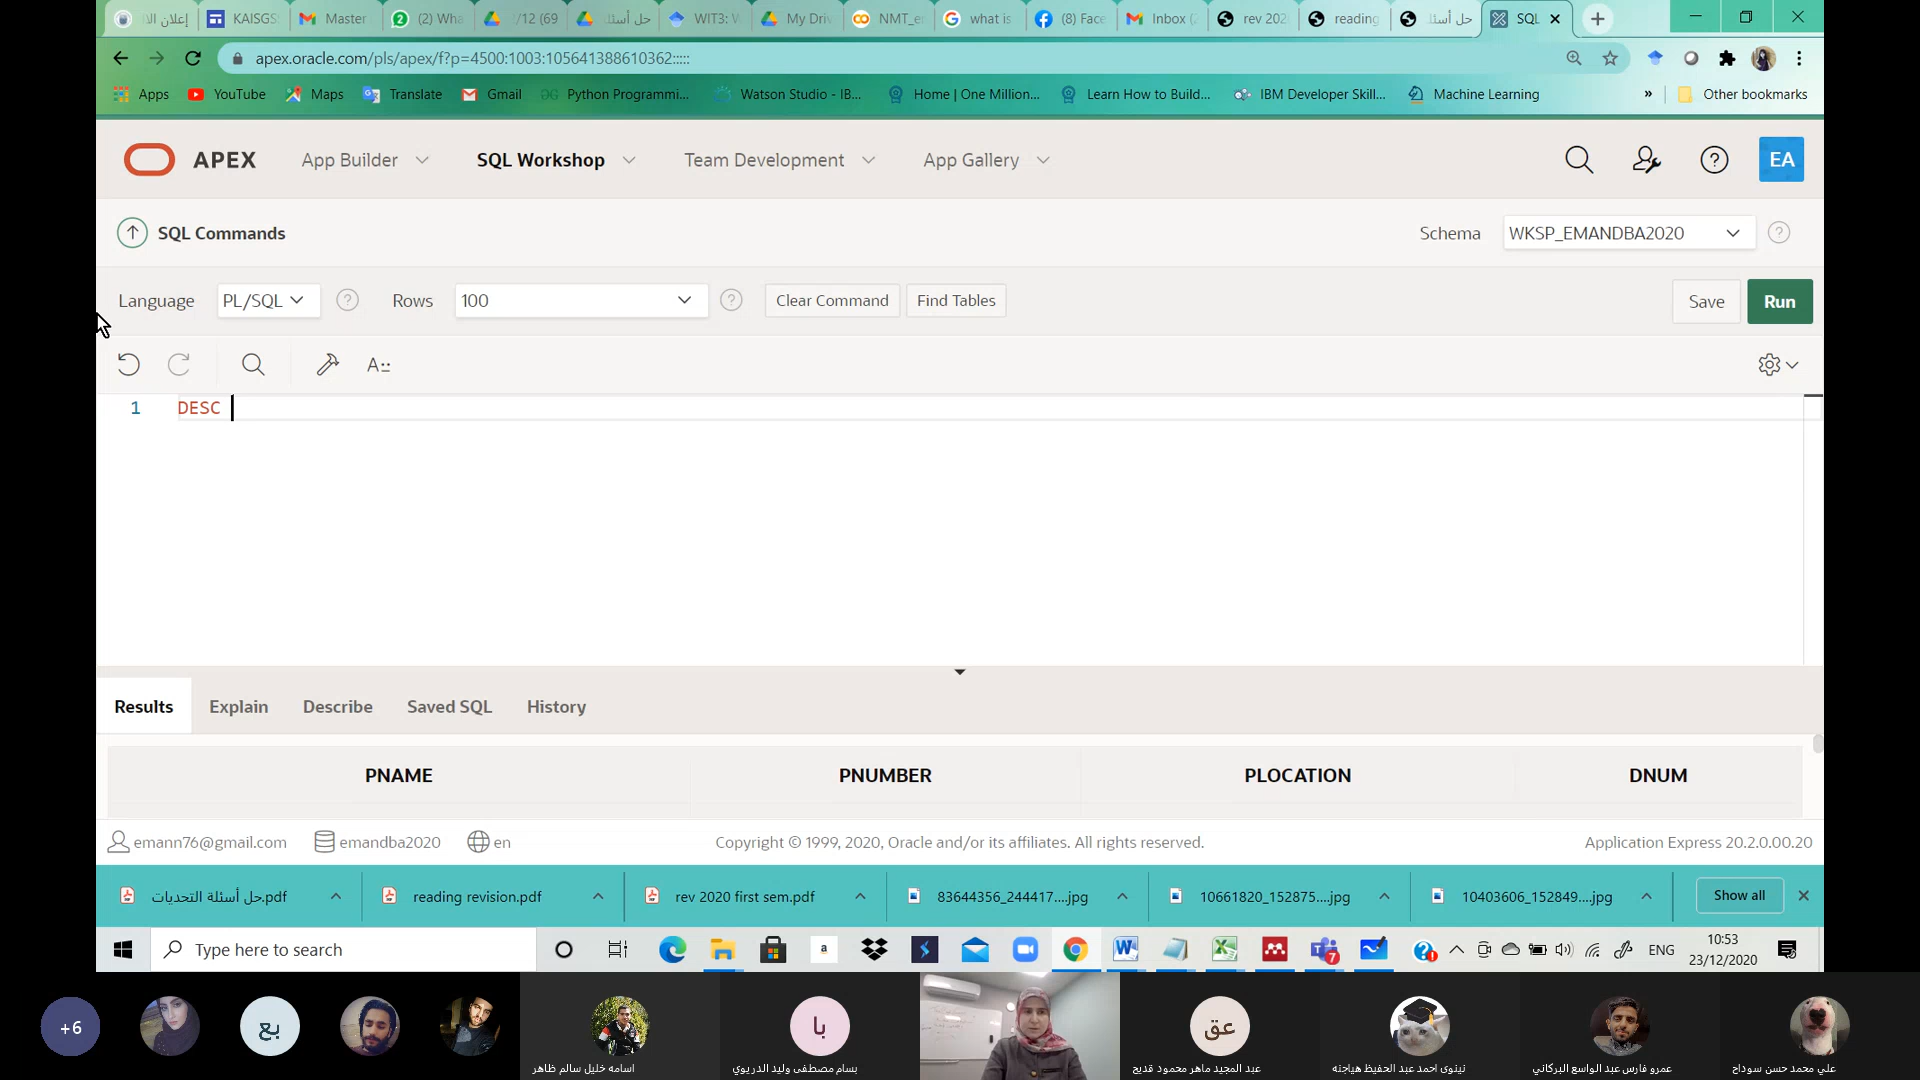 إعلان الا
KAISGS
Master
(2) Wha
/12 (69
حل أسئل
WIT3: W
My Driv
NMT_e
what is
(8) Face
Inbox (
rev 202
reading
حل أسئل
SQL
apex.oracle.com/pls/apex/f?p=4500:1003:105641388610362:::::
Apps
YouTube
Maps
Translate
Gmail
Python Programmi...
Watson Studio - IB...
Home | One Million...
Learn How to Build...
IBM Developer Skill...
Machine Learning
»
Other bookmarks
APEX
App Builder
SQL Workshop
Team Development
App Gallery
EA
SQL Commands
Schema
WKSP_EMANDBA2020
Language
PL/SQL
Rows
100
Clear Command
Find Tables
Save
Run
1 DESC
Results
Explain
Describe
Saved SQL
History
PNAME
PNUMBER
PLOCATION
DNUM
emann76@gmail.com
emandba2020
en
Copyright © 1999, 2020, Oracle and/or its affiliates. All rights reserved.
Application Express 20.2.0.00.20
حل أسئلة التحديات.pdf
reading revision.pdf
rev 2020 first sem.pdf
83644356_244417....jpg
10661820_152875....jpg
10403606_152849....jpg
Show all
Type here to search
ENG
10:53
23/12/2020
+6
بع
با
عق
اسامه خليل سالم ظاهر
بسام مصطفى وليد الدريوي
عبد المجيد ماهر محمود قديح
نينوى احمد عبد الحفيظ هياجنه
عمرو فارس عبد الواسع البركاني
علي محمد حسن سوداح